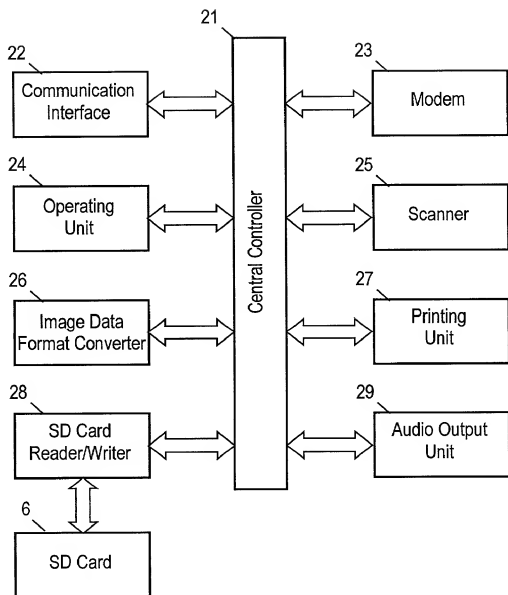 21
22
Communication
Interface
23
Modem
24
Operating
Unit
25
Scanner
Central Controller
26
Image Data
Format Converter
27
Printing
Unit
28
SD Card
Reader/Writer
29
Audio Output
Unit
6
SD Card